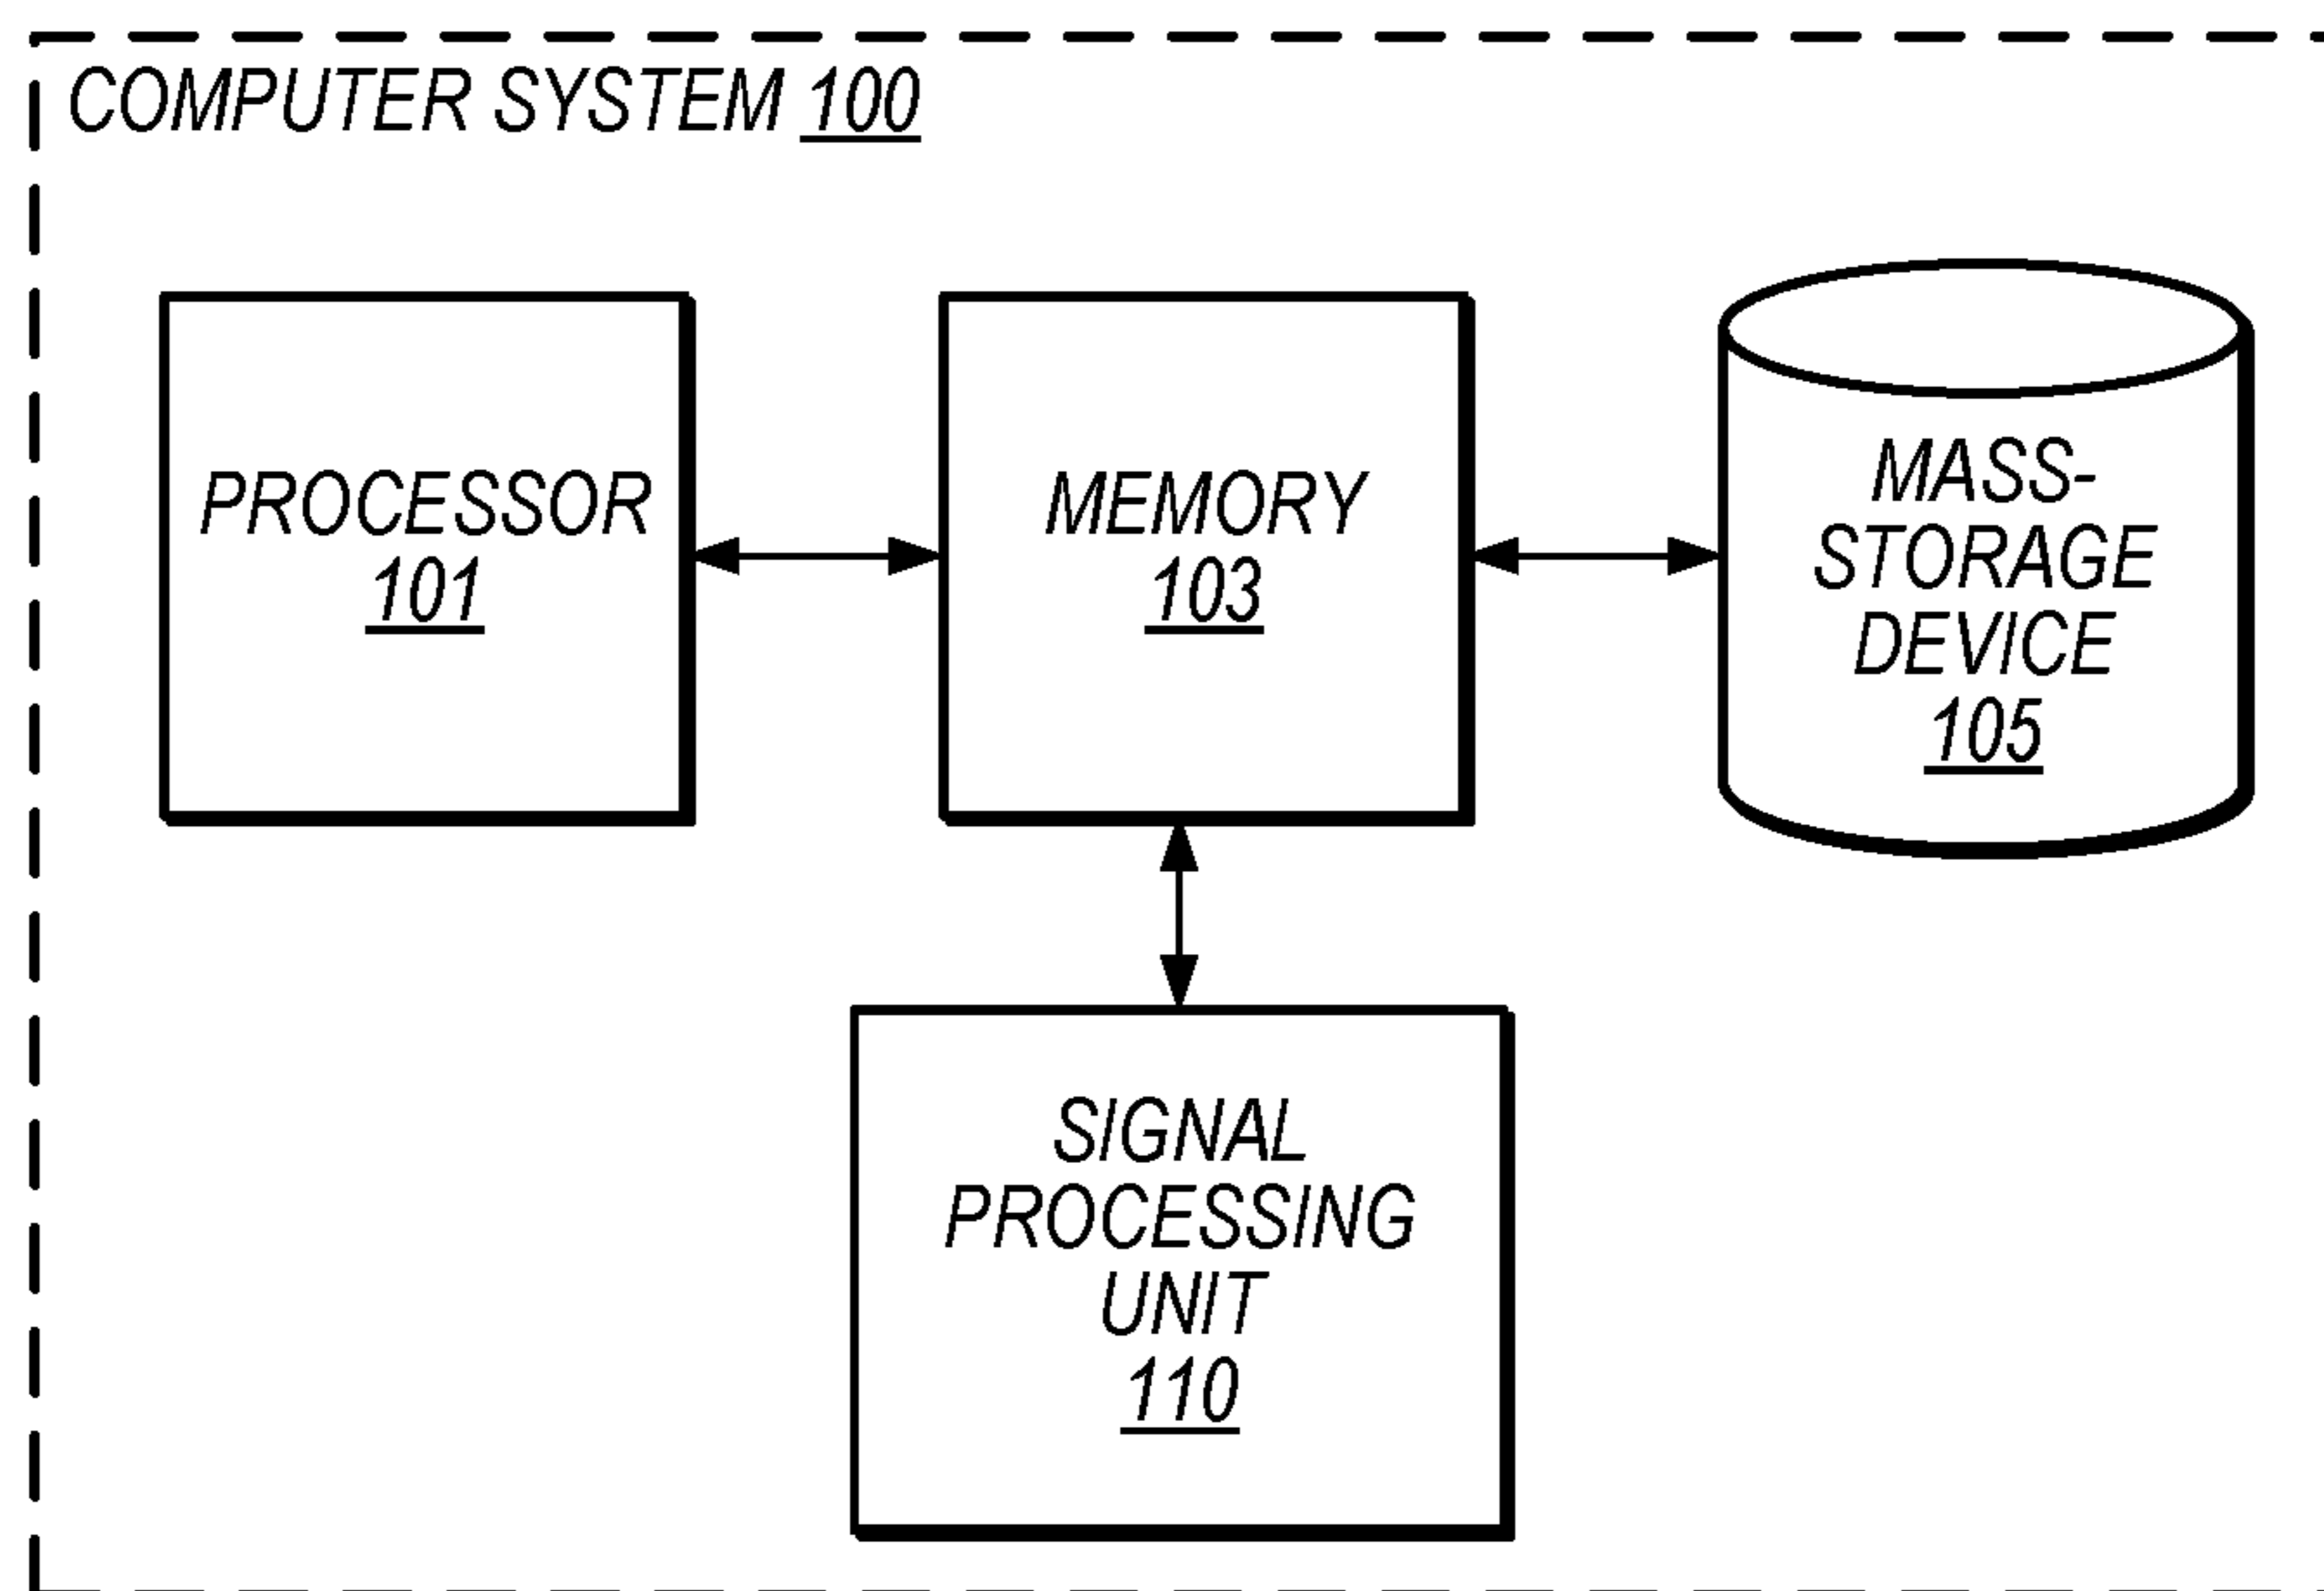 COMPUTER SYSTEM 100
PROCESSOR
101
MEMORY
103
MASS-
STORAGE
DEVICE
105
SIGNAL
PROCESSING
UNIT
110